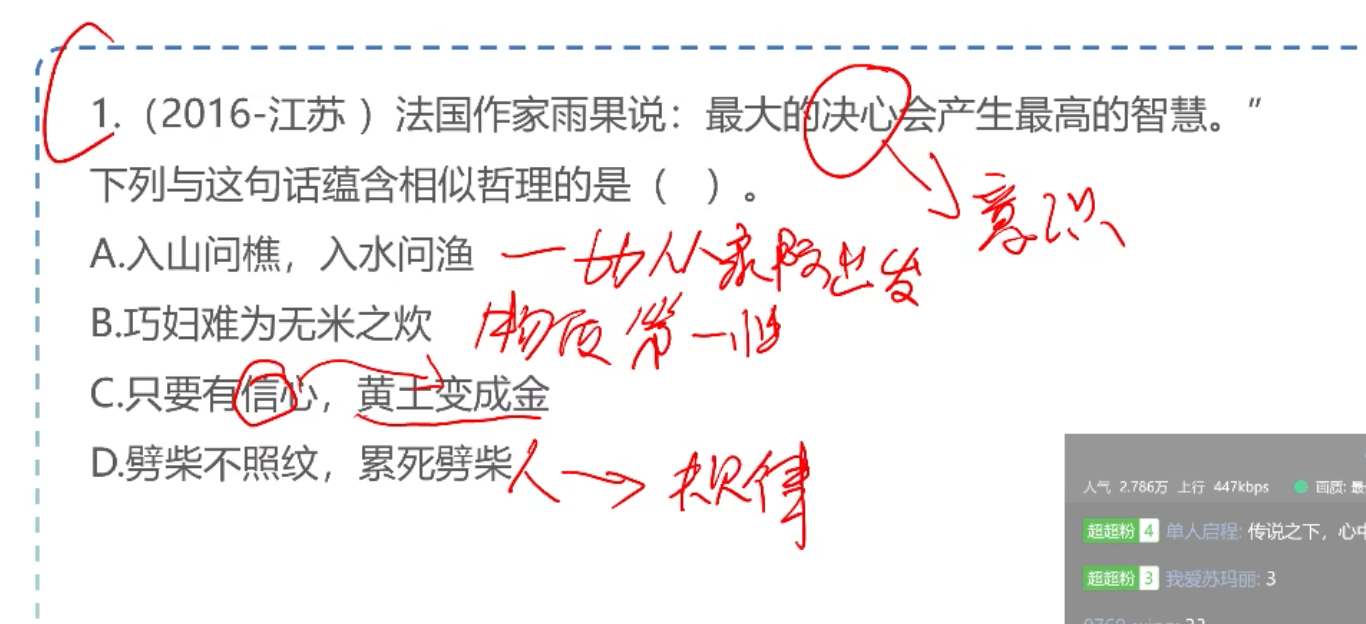 1.（2016-江苏 ）法国作家雨果说：最大的决心会产生最高的智慧。”
意识
下列与这句话蕴含相似哲理的是（　）。
A.入山问樵，入水问渔 一切从实际出发
B.巧妇难为无米之炊 物质第一性
C.只要有信心，黄土变成金
D.劈柴不照纹，累死劈柴人 → 规律
人气 2.786万 上行 447kbps 画质: 最
超超粉 4 单人启程: 传说之下，心中
超超粉 3 我爱苏玛丽: 3